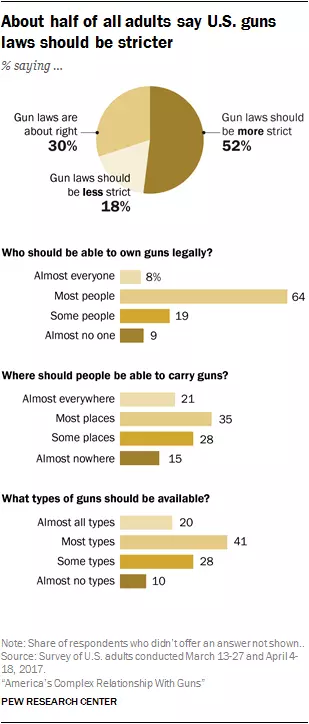 About half of all adults say U.S. guns
laws should be stricter
% saying ...
Gun laws are
about right
30%
Gun laws should
be more strict
52%
Gun laws should
be less strict
18%
Who should be able to own guns legally?
Almost everyone 8%
Most people 64
Some people 19
Almost no one 9
Where should people be able to carry guns?
Almost everywhere 21
Most places 35
Some places 28
Almost nowhere 15
What types of guns should be available?
Almost all types 20
Most types 41
Some types 28
Almost no types 10
Note: Share of respondents who didn't offer an answer not shown..
Source: Survey of U.S. adults conducted March 13-27 and April 4-
18, 2017.
“America's Complex Relationship With Guns”
PEW RESEARCH CENTER